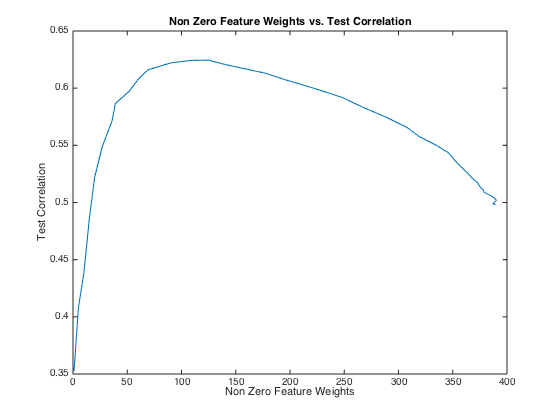 Non Zero Feature Weights vs. Test Correlation
0.65
0.6
0.55
0.5
0.45
0.4
0.35
Test Correlation
0 50 100 150 200 250 300 350 400
Non Zero Feature Weights